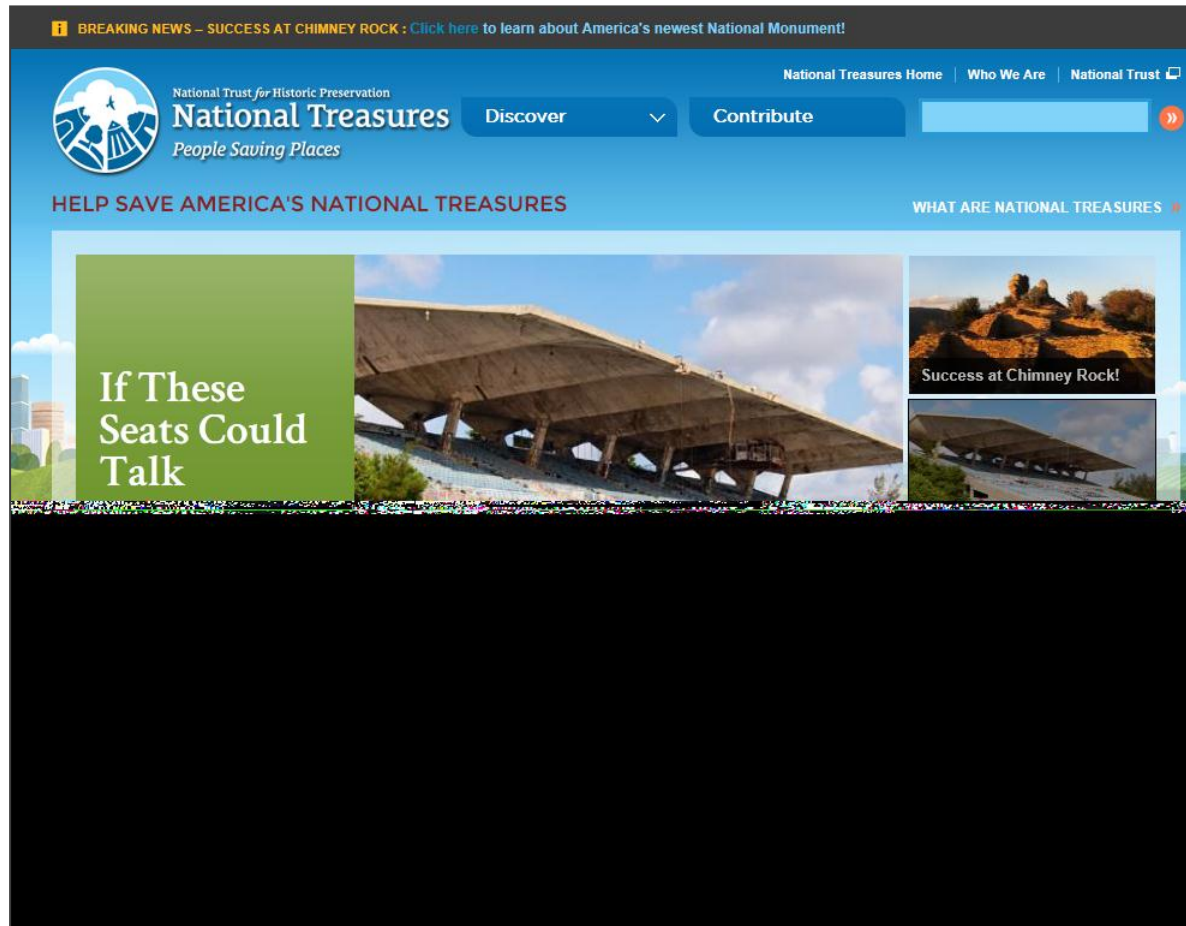 BREAKING NEWS – SUCCESS AT CHIMNEY ROCK : Click here to learn about America's newest National Monument!
National Treasures Home | Who We Are | National Trust
National Trust for Historic Preservation
National Treasures
People Saving Places
Discover
Contribute
HELP SAVE AMERICA'S NATIONAL TREASURES
WHAT ARE NATIONAL TREASURES
If These
Seats Could
Talk
Success at Chimney Rock!